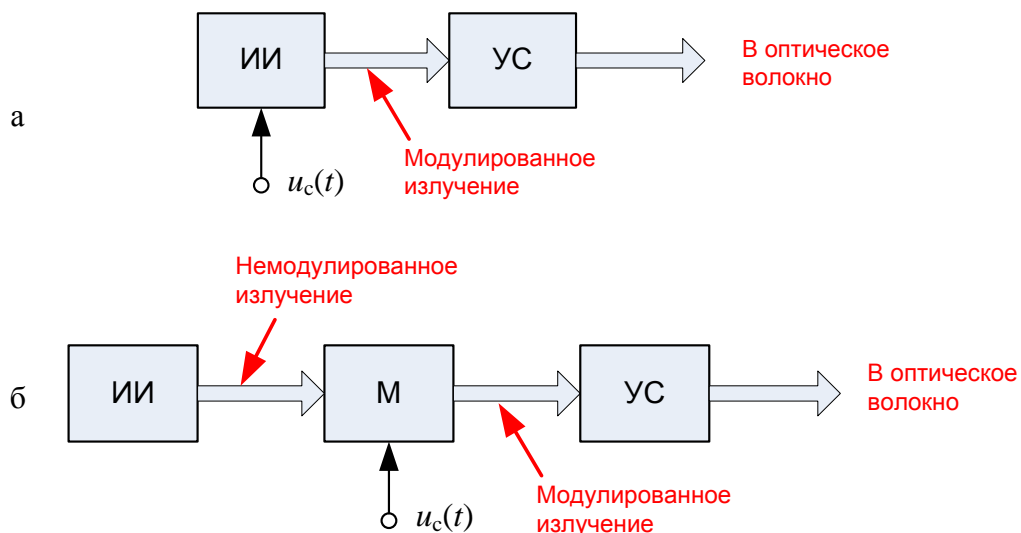 ИИ
УС
В оптическое
волокно
а
Модулированное
излучение
uc(t)
Немодулированное
излучение
ИИ
М
УС
В оптическое
волокно
б
Модулированное
излучение
uc(t)